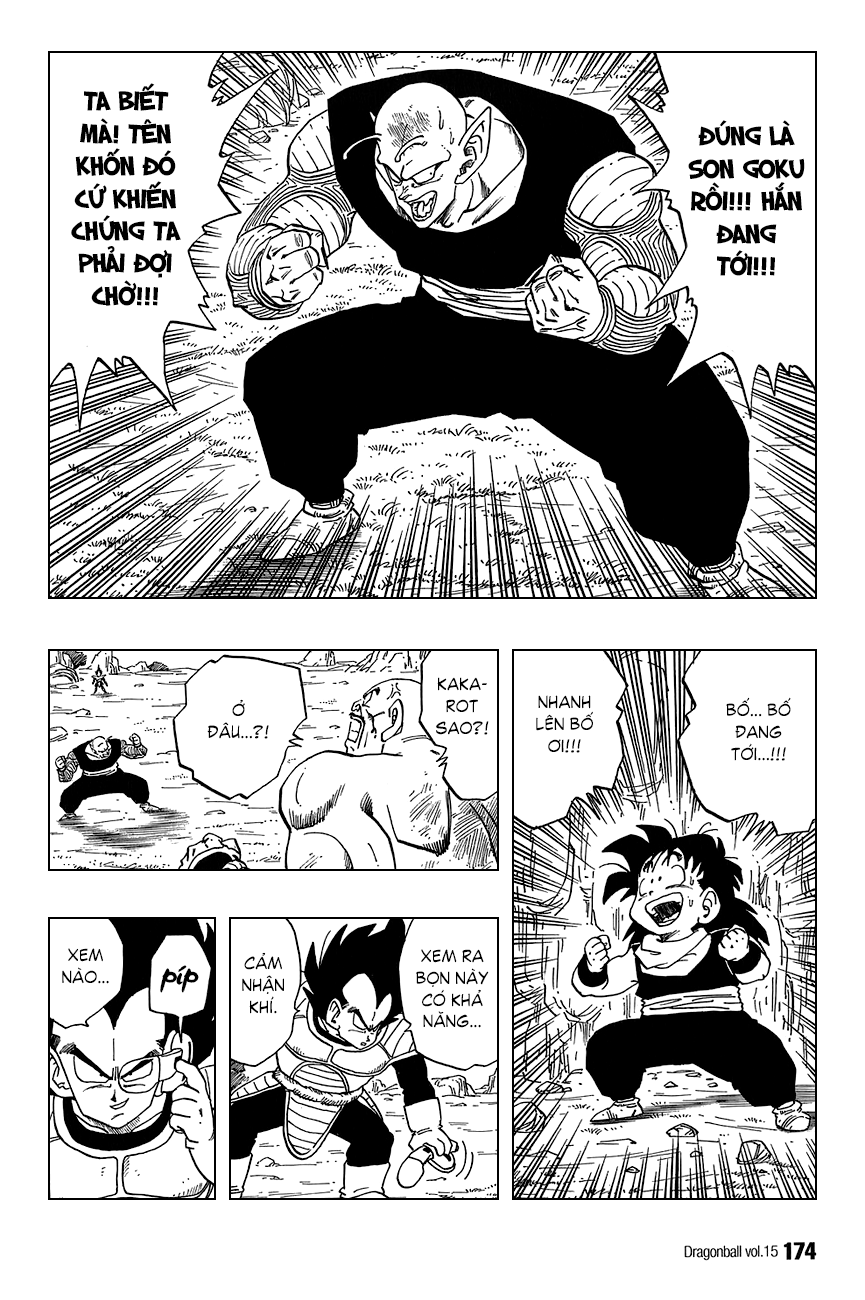 ĐÚNG LÀ
SON GOKU
RỒI!!! HẮN
ĐANG
TỚI!!!
TA BIẾT
MÀ! TÊN
KHỐN ĐÓ
CỨ KHIẾN
CHÚNG TA
PHẢI ĐỢI
CHỜ!!!
BỐ... BỐ
ĐANG
TỚI...!!!
NHANH
LÊN BỐ
ƠI!!!
KAKA-
ROT
SAO?!
Ở
ĐÂU...?!
XEM RA
BỌN NÀY
CÓ KHẢ
NĂNG...
CẢM
NHẬN
KHÍ.
píp
XEM
NÀO...
Dragonball vol.15 174